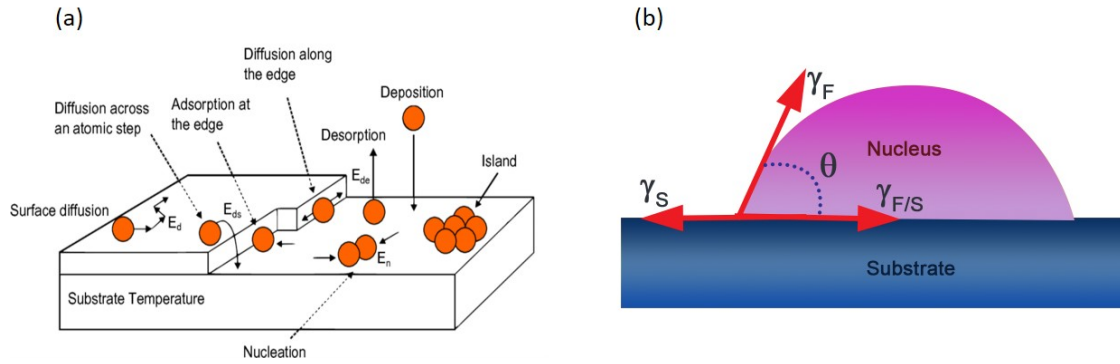 (a)
(b)
Diffusion along
the edge
Deposition
Diffusion across
an atomic step
Adsorption at
the edge
Desorption
Island
Surface diffusion
E_d
E_ds
E_de
E_n
Substrate Temperature
Nucleation
γ_F
θ
Nucleus
γ_S
γ_F/S
Substrate